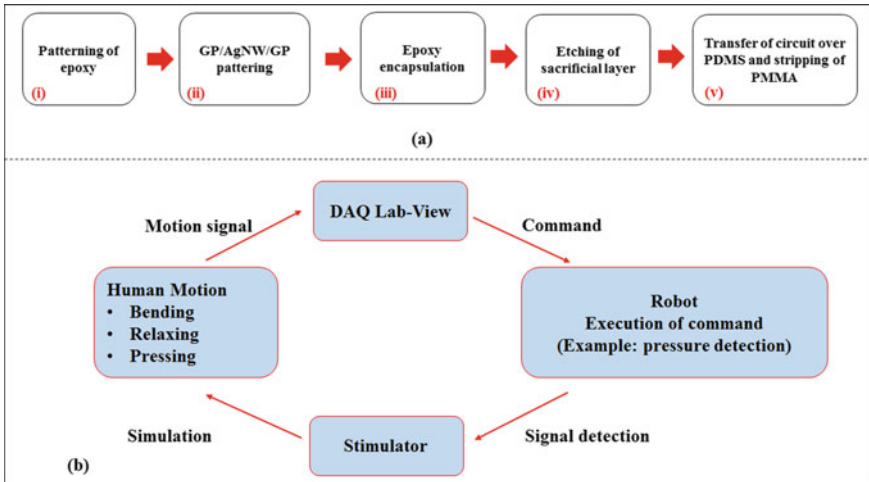 Patterning of
epoxy
(i)
GP/AgNW/GP
pattering
(ii)
Epoxy
encapsulation
(iii)
Etching of
sacrificial layer
(iv)
Transfer of circuit over
PDMS and stripping of
PMMA
(v)
(a)
DAQ Lab-View
Motion signal
Command
Human Motion
• Bending
• Relaxing
• Pressing
Robot
Execution of command
(Example: pressure detection)
Simulation
Stimulator
Signal detection
(b)